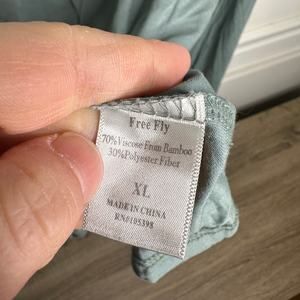 Free Fly
70%Viscose From Bamboo
30%Polyester Fiber
XL
MADE IN CHINA
RN#105398